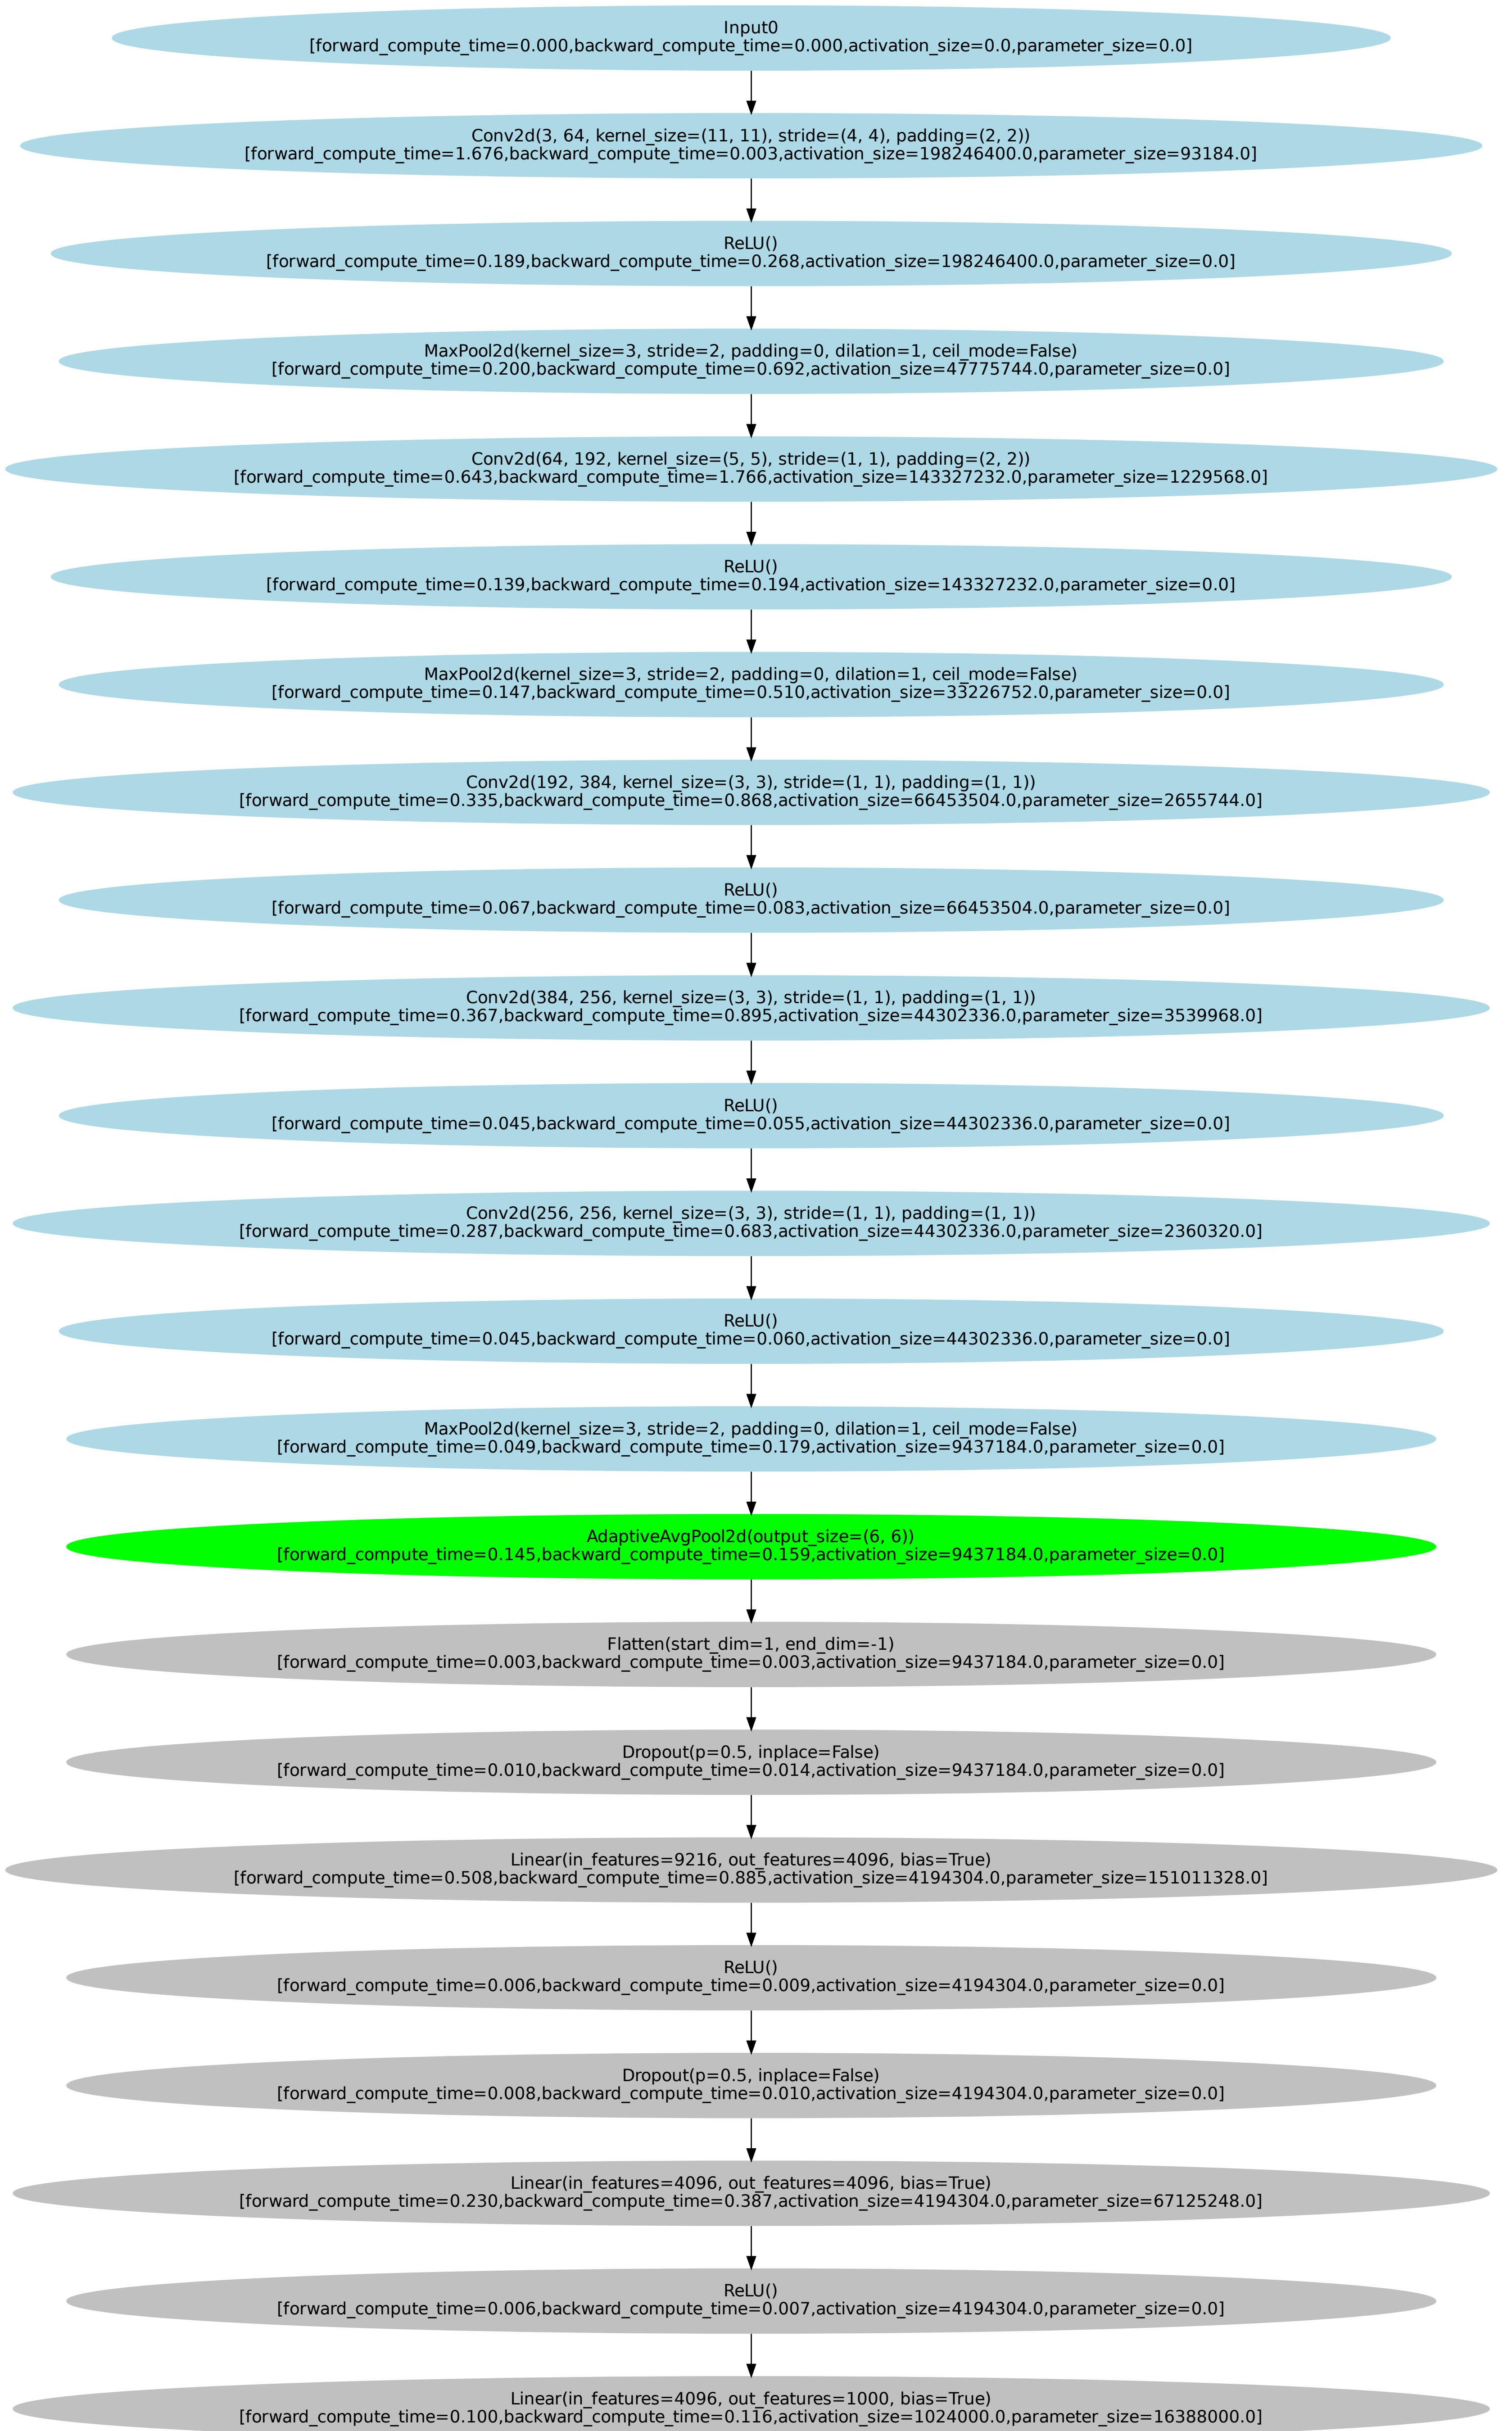 Input0
[forward_compute_time=0.000,backward_compute_time=0.000,activation_size=0.0,parameter_size=0.0]
Conv2d(3, 64, kernel_size=(11, 11), stride=(4, 4), padding=(2, 2))
[forward_compute_time=1.676,backward_compute_time=0.003,activation_size=198246400.0,parameter_size=93184.0]
ReLU()
[forward_compute_time=0.189,backward_compute_time=0.268,activation_size=198246400.0,parameter_size=0.0]
MaxPool2d(kernel_size=3, stride=2, padding=0, dilation=1, ceil_mode=False)
[forward_compute_time=0.200,backward_compute_time=0.692,activation_size=47775744.0,parameter_size=0.0]
Conv2d(64, 192, kernel_size=(5, 5), stride=(1, 1), padding=(2, 2))
[forward_compute_time=0.643,backward_compute_time=1.766,activation_size=143327232.0,parameter_size=1229568.0]
ReLU()
[forward_compute_time=0.139,backward_compute_time=0.194,activation_size=143327232.0,parameter_size=0.0]
MaxPool2d(kernel_size=3, stride=2, padding=0, dilation=1, ceil_mode=False)
[forward_compute_time=0.147,backward_compute_time=0.510,activation_size=33226752.0,parameter_size=0.0]
Conv2d(192, 384, kernel_size=(3, 3), stride=(1, 1), padding=(1, 1))
[forward_compute_time=0.335,backward_compute_time=0.868,activation_size=66453504.0,parameter_size=2655744.0]
ReLU()
[forward_compute_time=0.067,backward_compute_time=0.083,activation_size=66453504.0,parameter_size=0.0]
Conv2d(384, 256, kernel_size=(3, 3), stride=(1, 1), padding=(1, 1))
[forward_compute_time=0.367,backward_compute_time=0.895,activation_size=44302336.0,parameter_size=3539968.0]
ReLU()
[forward_compute_time=0.045,backward_compute_time=0.055,activation_size=44302336.0,parameter_size=0.0]
Conv2d(256, 256, kernel_size=(3, 3), stride=(1, 1), padding=(1, 1))
[forward_compute_time=0.287,backward_compute_time=0.683,activation_size=44302336.0,parameter_size=2360320.0]
ReLU()
[forward_compute_time=0.045,backward_compute_time=0.060,activation_size=44302336.0,parameter_size=0.0]
MaxPool2d(kernel_size=3, stride=2, padding=0, dilation=1, ceil_mode=False)
[forward_compute_time=0.049,backward_compute_time=0.179,activation_size=9437184.0,parameter_size=0.0]
AdaptiveAvgPool2d(output_size=(6, 6))
[forward_compute_time=0.145,backward_compute_time=0.159,activation_size=9437184.0,parameter_size=0.0]
Flatten(start_dim=1, end_dim=-1)
[forward_compute_time=0.003,backward_compute_time=0.003,activation_size=9437184.0,parameter_size=0.0]
Dropout(p=0.5, inplace=False)
[forward_compute_time=0.010,backward_compute_time=0.014,activation_size=9437184.0,parameter_size=0.0]
Linear(in_features=9216, out_features=4096, bias=True)
[forward_compute_time=0.508,backward_compute_time=0.885,activation_size=4194304.0,parameter_size=151011328.0]
ReLU()
[forward_compute_time=0.006,backward_compute_time=0.009,activation_size=4194304.0,parameter_size=0.0]
Dropout(p=0.5, inplace=False)
[forward_compute_time=0.008,backward_compute_time=0.010,activation_size=4194304.0,parameter_size=0.0]
Linear(in_features=4096, out_features=4096, bias=True)
[forward_compute_time=0.230,backward_compute_time=0.387,activation_size=4194304.0,parameter_size=67125248.0]
ReLU()
[forward_compute_time=0.006,backward_compute_time=0.007,activation_size=4194304.0,parameter_size=0.0]
Linear(in_features=4096, out_features=1000, bias=True)
[forward_compute_time=0.100,backward_compute_time=0.116,activation_size=1024000.0,parameter_size=16388000.0]